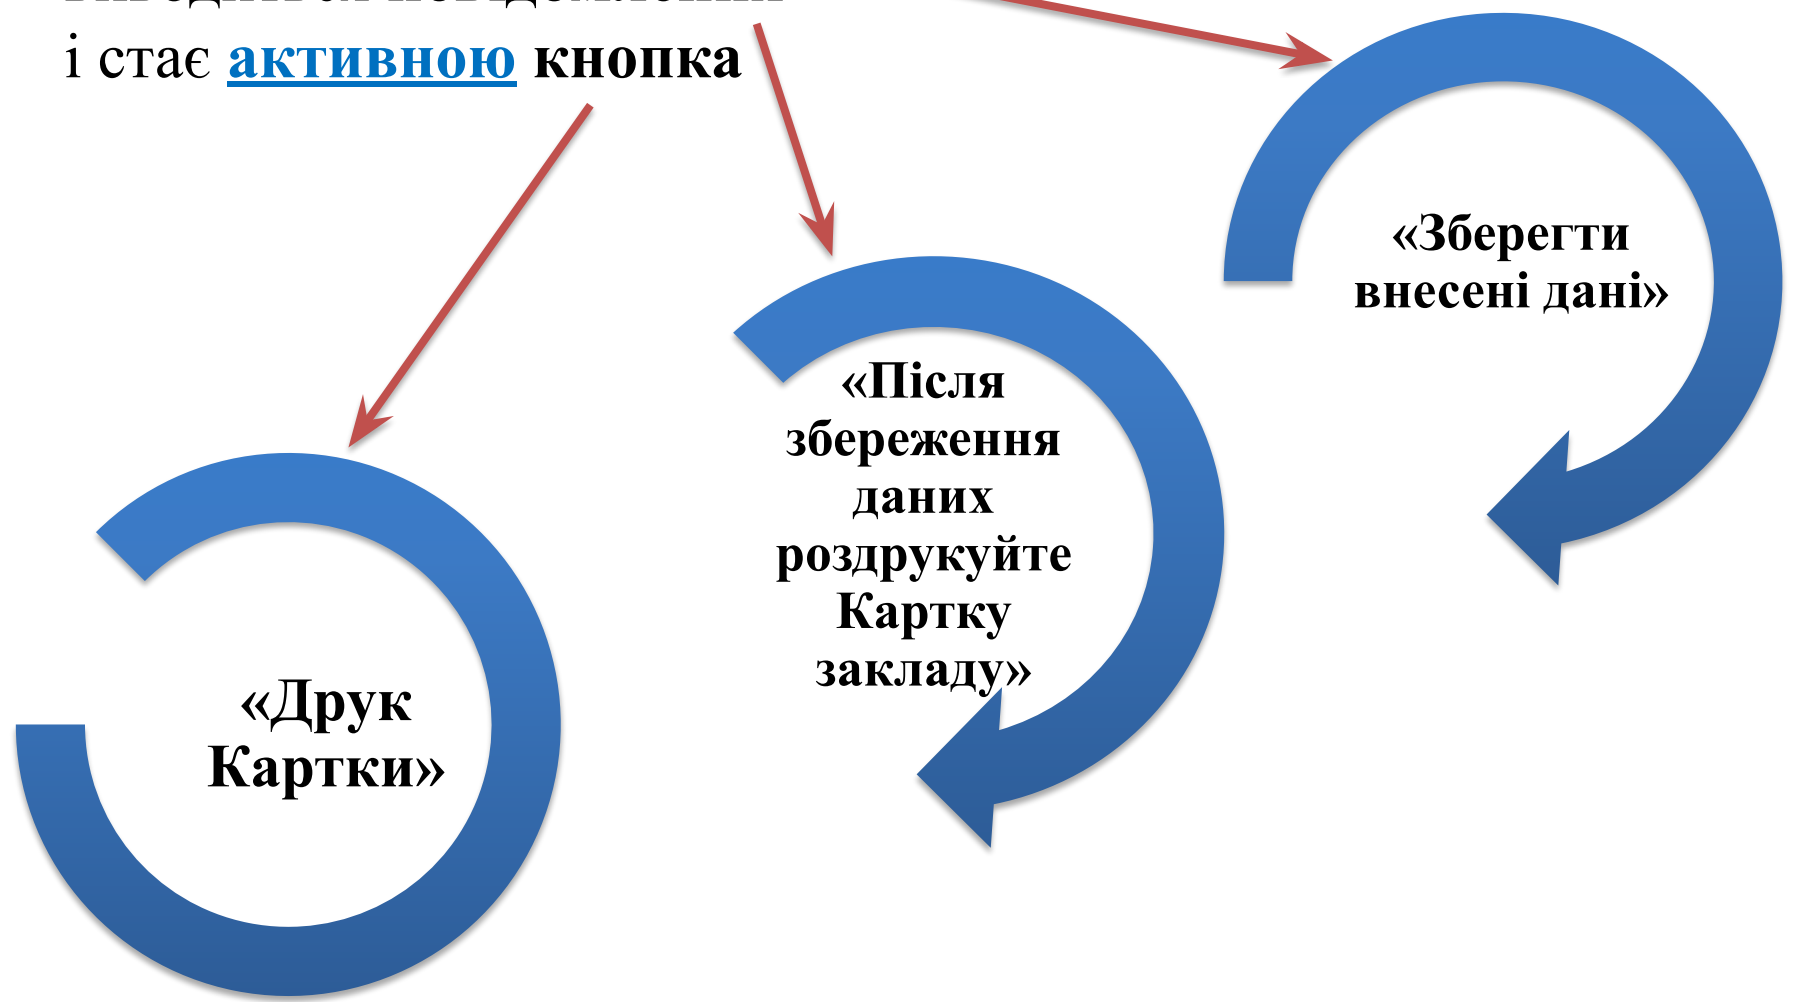 і стає активною кнопка
«Зберегти
внесені дані»
«Після
збереження
даних
роздрукуйте
Картку
закладу»
«Друк
Картки»